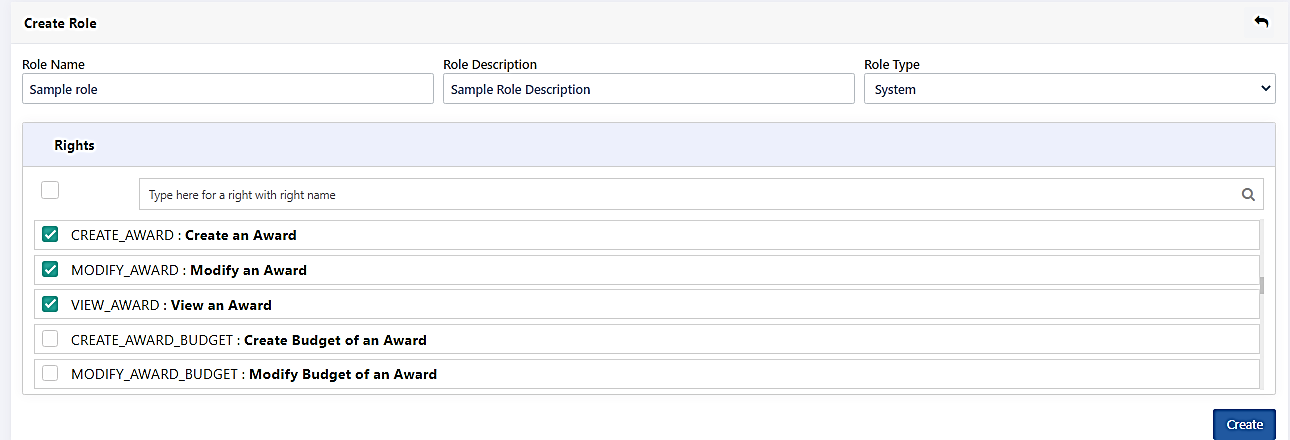 Create Role
Role Name Role Description Role Type
Sample role Sample Role Description System
Rights
Type here for a right with right name
CREATE_AWARD : Create an Award
MODIFY_AWARD : Modify an Award
VIEW_AWARD : View an Award
CREATE_AWARD_BUDGET : Create Budget of an Award
MODIFY_AWARD_BUDGET : Modify Budget of an Award
Create